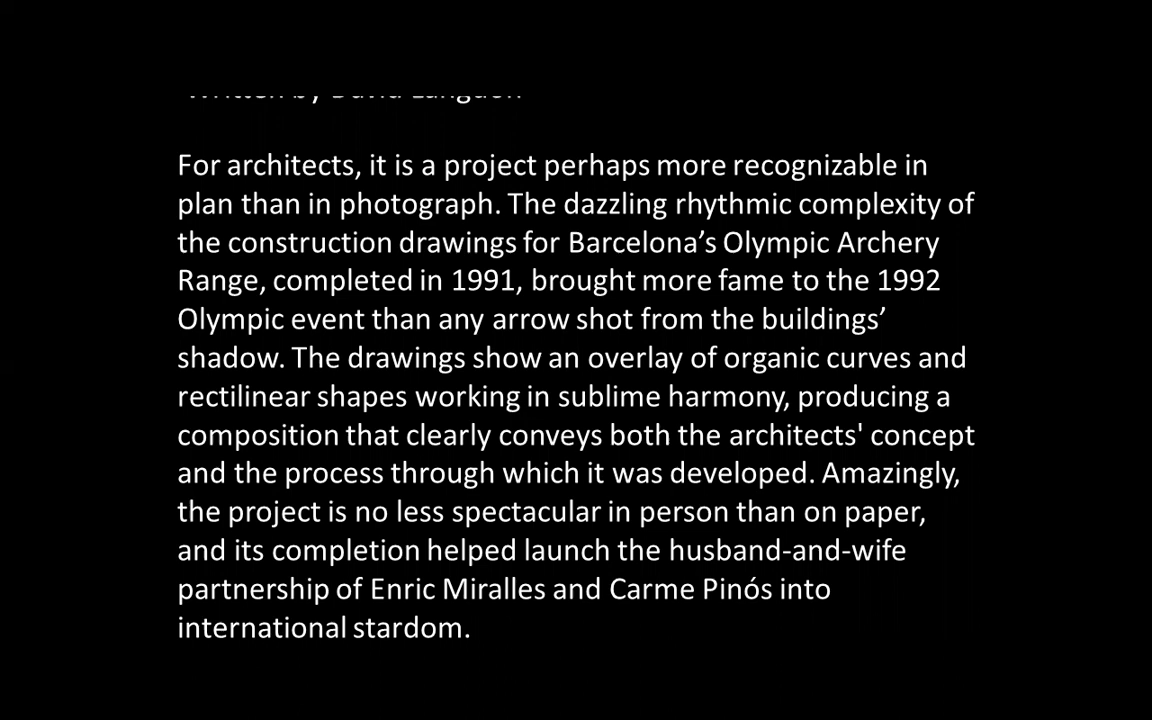 Written by David Langdon
For architects, it is a project perhaps more recognizable in
plan than in photograph. The dazzling rhythmic complexity of
the construction drawings for Barcelona’s Olympic Archery
Range, completed in 1991, brought more fame to the 1992
Olympic event than any arrow shot from the buildings’
shadow. The drawings show an overlay of organic curves and
rectilinear shapes working in sublime harmony, producing a
composition that clearly conveys both the architects' concept
and the process through which it was developed. Amazingly,
the project is no less spectacular in person than on paper,
and its completion helped launch the husband-and-wife
partnership of Enric Miralles and Carme Pinós into
international stardom.